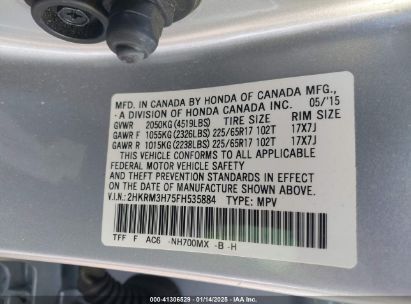 MFD. IN CANADA BY HONDA OF CANADA MFG.,
- A DIVISION OF HONDA CANADA INC. 05/'15
GVWR 2050KG (4519LBS) TIRE SIZE RIM SIZE
GAWR F 1055KG (2326LBS) 225/65R17 102T 17X7J
GAWR R 1015KG (2238LBS) 225/65R17 102T 17X7J
THIS VEHICLE CONFORMS TO ALL APPLICABLE
FEDERAL MOTOR VEHICLE SAFETY
AND THEFT PREVENTION STANDARDS IN EFFECT ON
THE DATE OF MANUFACTURE SHOWN ABOVE.
V.I.N.: 2HKRM3H75FH535884 TYPE: MPV
TFF F AC6 -NH700MX -B -H
000-41306529 - 01/14/2025 - IAA Inc.